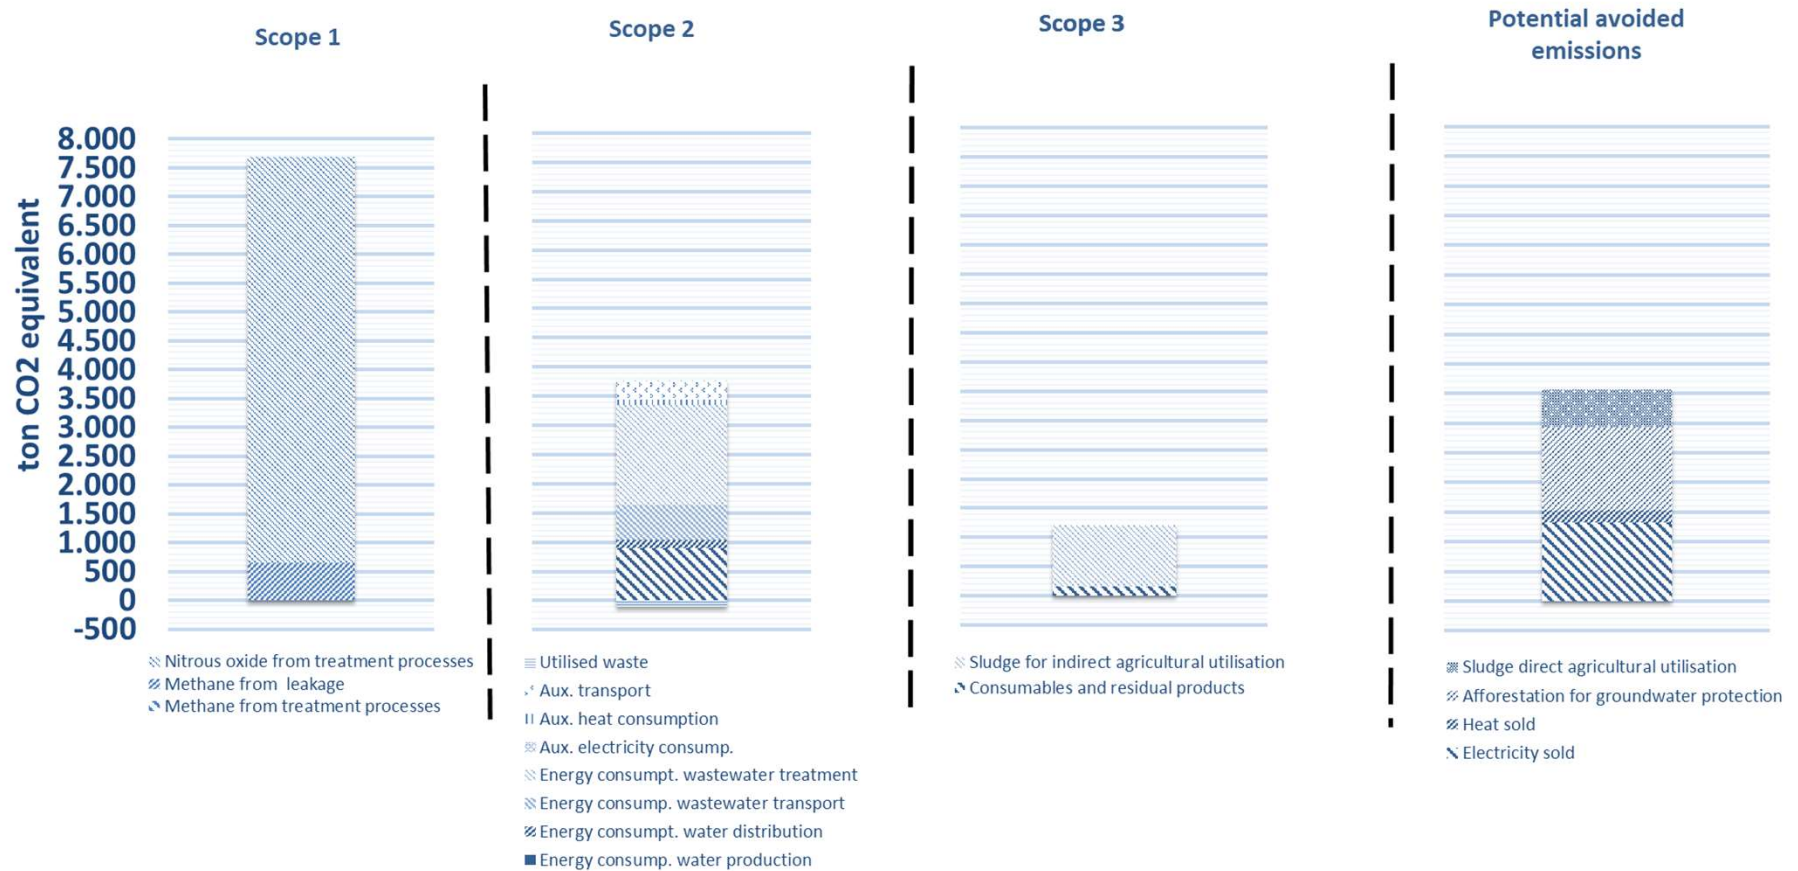 Scope 1
Scope 2
Scope 3
Potential avoided
emissions
ton CO2 equivalent
8.000
7.500
7.000
6.500
6.000
5.500
5.000
4.500
4.000
3.500
3.000
2.500
2.000
1.500
1.000
500
0
-500
Nitrous oxide from treatment processes
Methane from leakage
Methane from treatment processes
Utilised waste
Aux. transport
Aux. heat consumption
Aux. electricity consump.
Energy consumpt. wastewater treatment
Energy consump. wastewater transport
Energy consumpt. water distribution
Energy consump. water production
Sludge for indirect agricultural utilisation
Consumables and residual products
Sludge direct agricultural utilisation
Afforestation for groundwater protection
Heat sold
Electricity sold